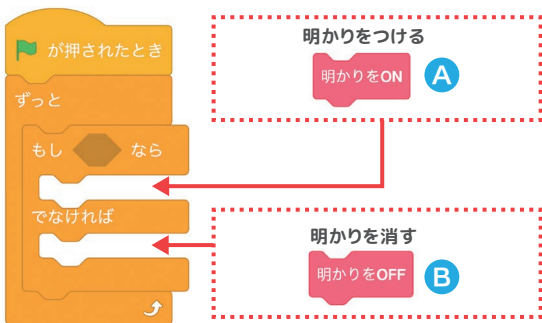 が押されたとき
ずっと
もし なら
でなければ
明かりをつける
明かりをON A
明かりを消す
明かりをOFF B